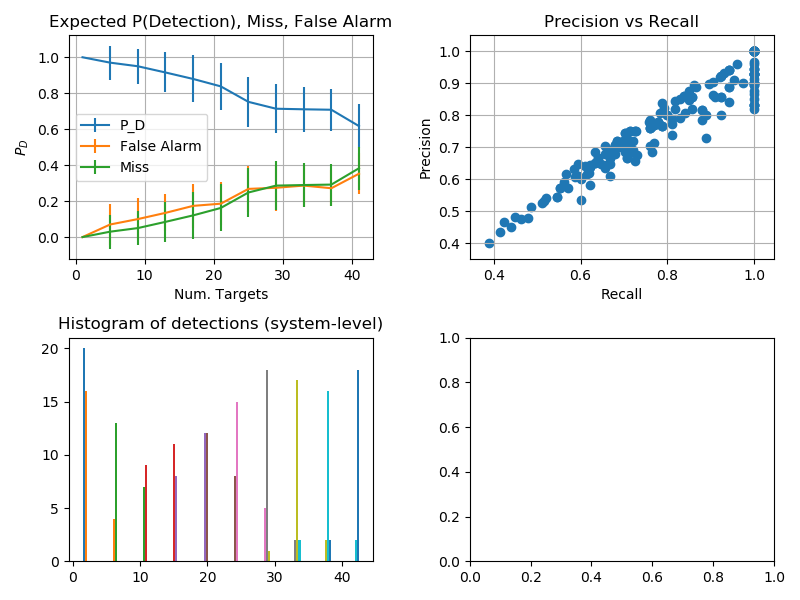 Expected P(Detection), Miss, False Alarm
1.0
0.8
0.6
0.4
0.2
0.0
P_D
P_D
False Alarm
Miss
0 10 20 30 40
Num. Targets
Precision vs Recall
1.0
0.9
0.8
0.7
0.6
0.5
0.4
Precision
0.4 0.6 0.8 1.0
Recall
Histogram of detections (system-level)
20
15
10
5
0
0 10 20 30 40
1.0
0.8
0.6
0.4
0.2
0.0
0.0 0.2 0.4 0.6 0.8 1.0